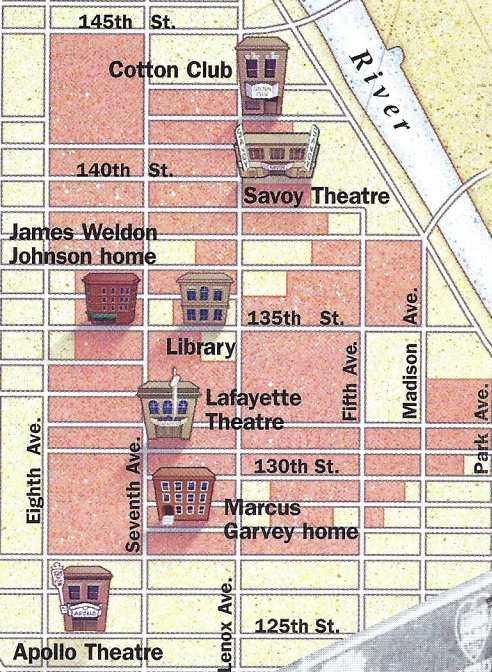 145th St.
Cotton Club
River
140th St.
Savoy Theatre
James Weldon
Johnson home
135th St.
Library
Madison Ave.
Fifth Ave.
Park Ave.
Lafayette
Theatre
Eighth Ave.
Seventh Ave.
130th St.
Marcus
Garvey home
APOLLO
Lenox Ave.
125th St.
Apollo Theatre